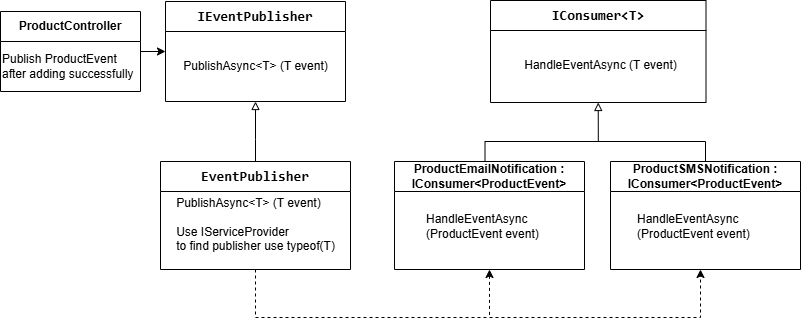 ProductController
Publish ProductEvent
after adding successfully
IEventPublisher
PublishAsync<T> (T event)
IConsumer<T>
HandleEventAsync (T event)
EventPublisher
PublishAsync<T> (T event)
Use IServiceProvider
to find publisher use typeof(T)
ProductEmailNotification :
IConsumer<ProductEvent>
HandleEventAsync
(ProductEvent event)
ProductSMSNotification :
IConsumer<ProductEvent>
HandleEventAsync
(ProductEvent event)